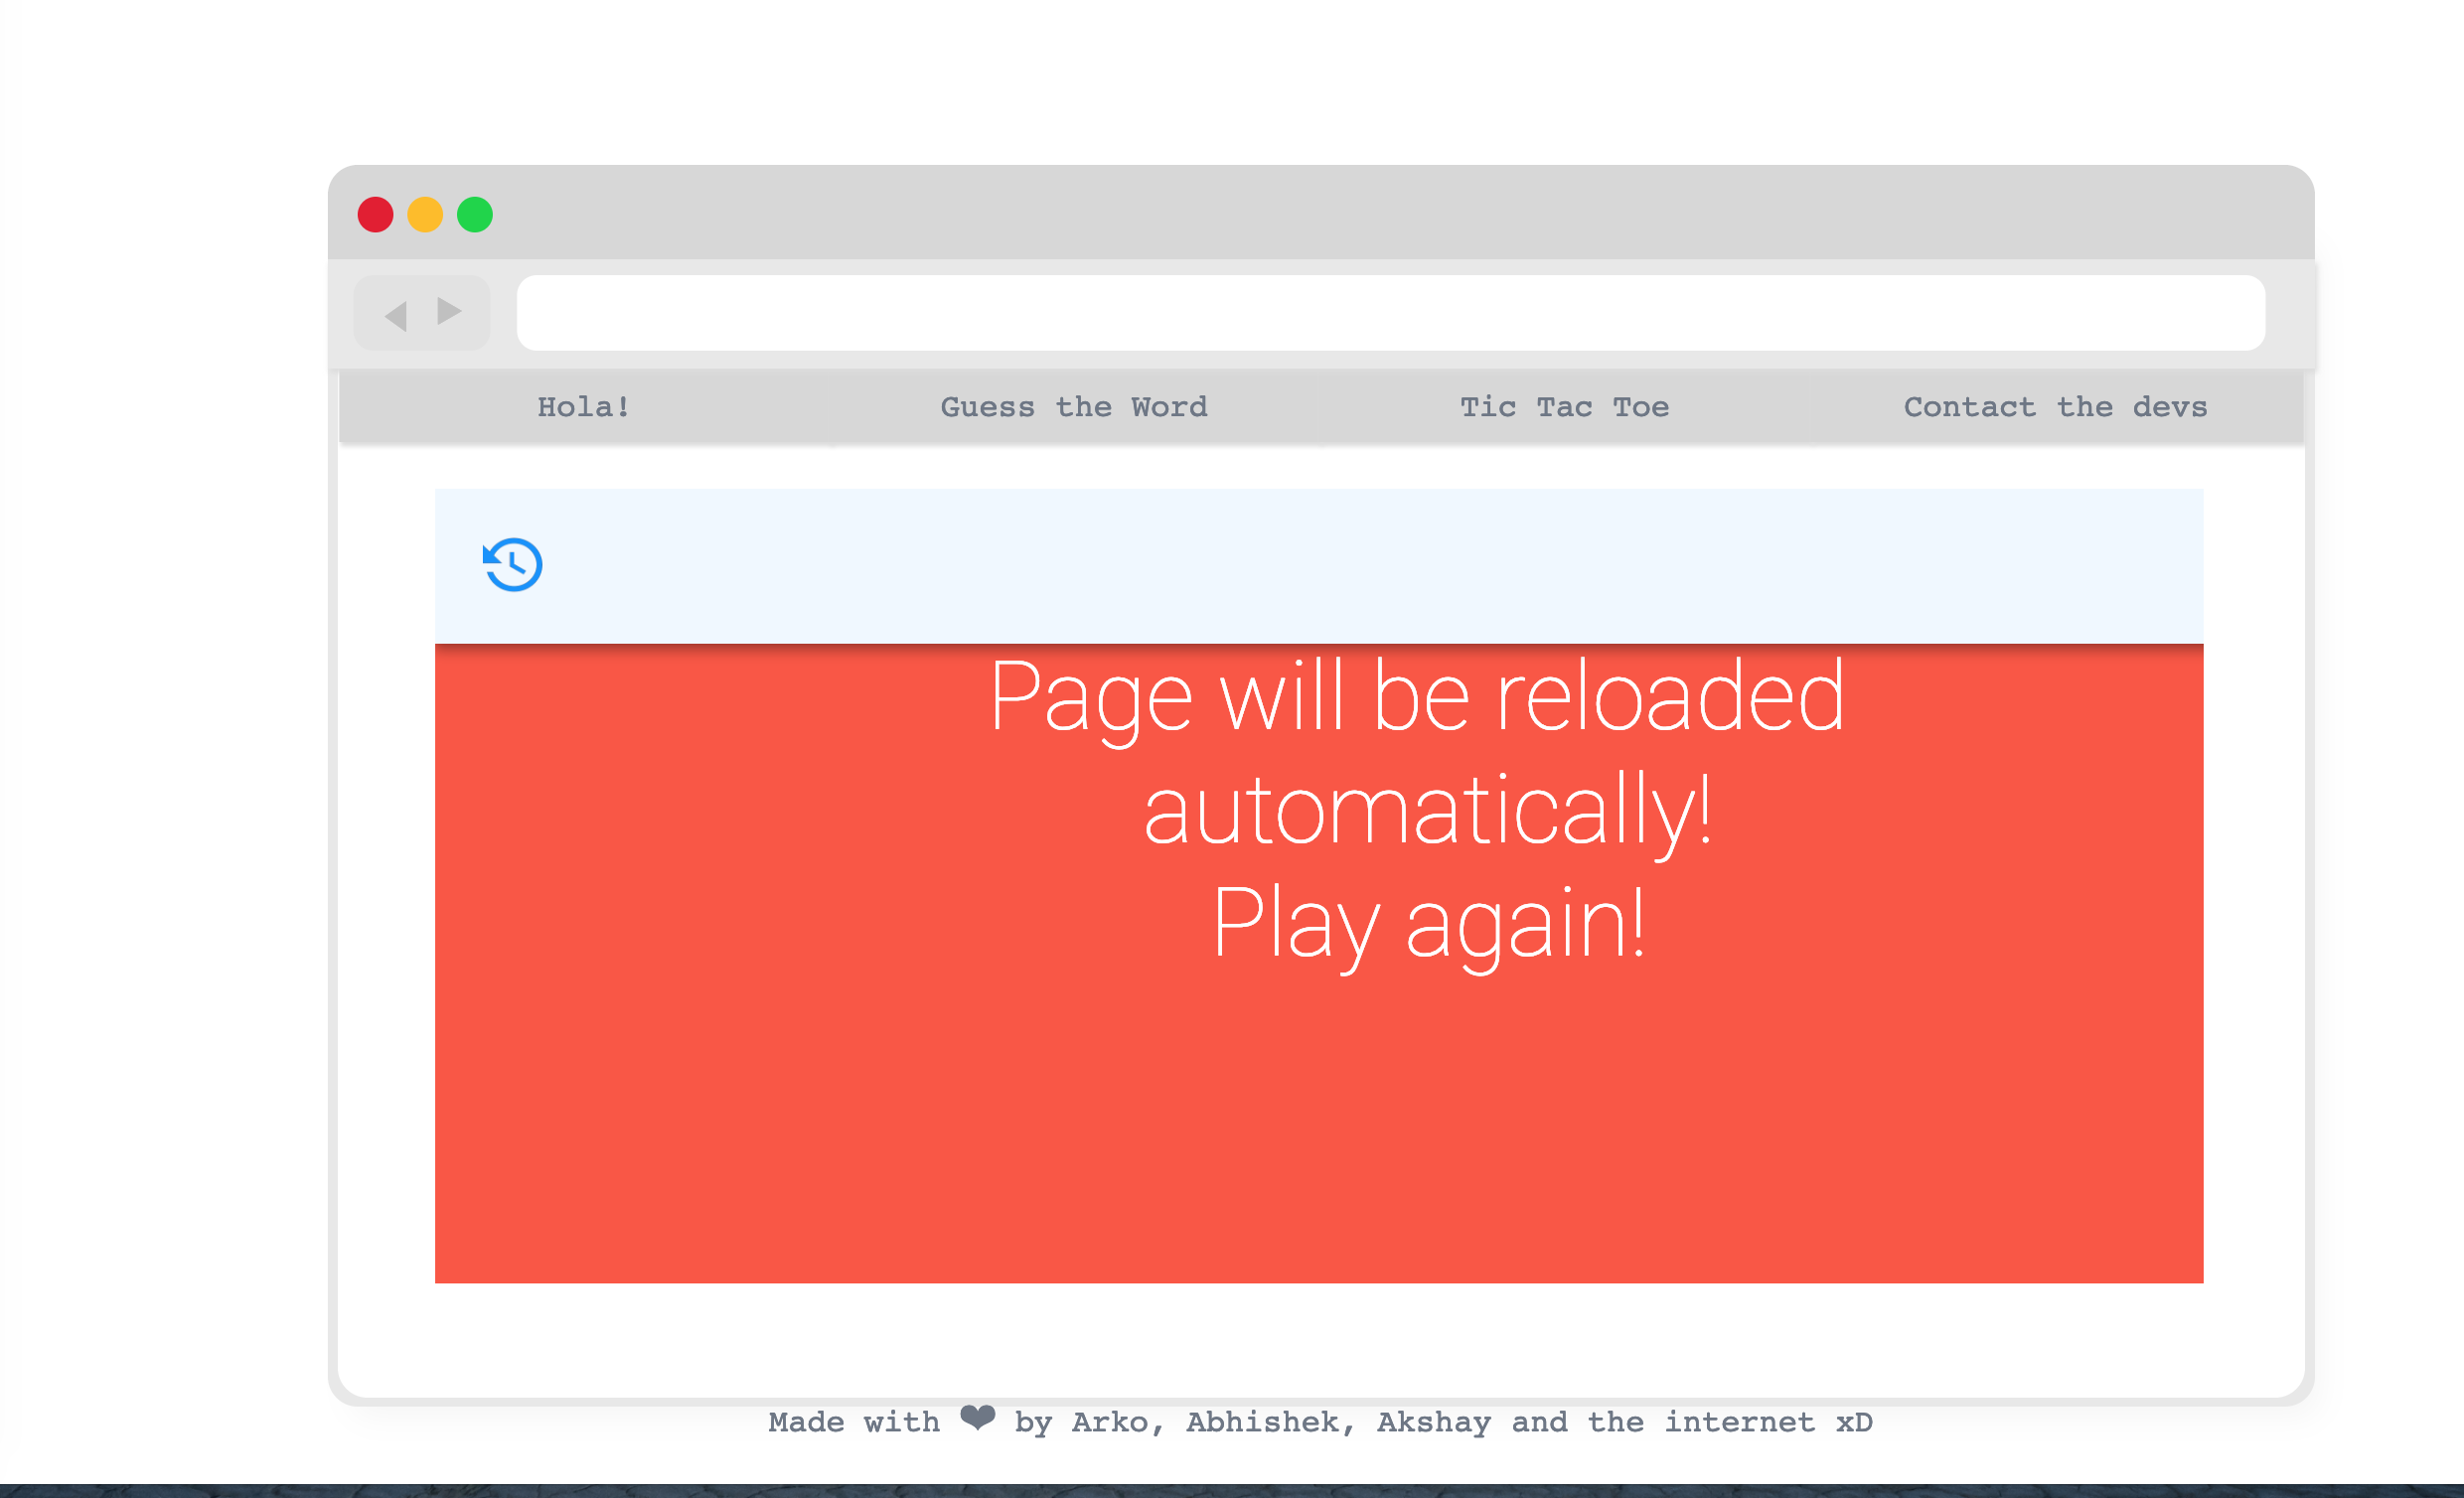 Hola! Guess the Word Tic Tac Toe Contact the devs
Page will be reloaded
automatically!
Play again!
Made with ❤ by Arko, Abhishek, Akshay and the internet xD